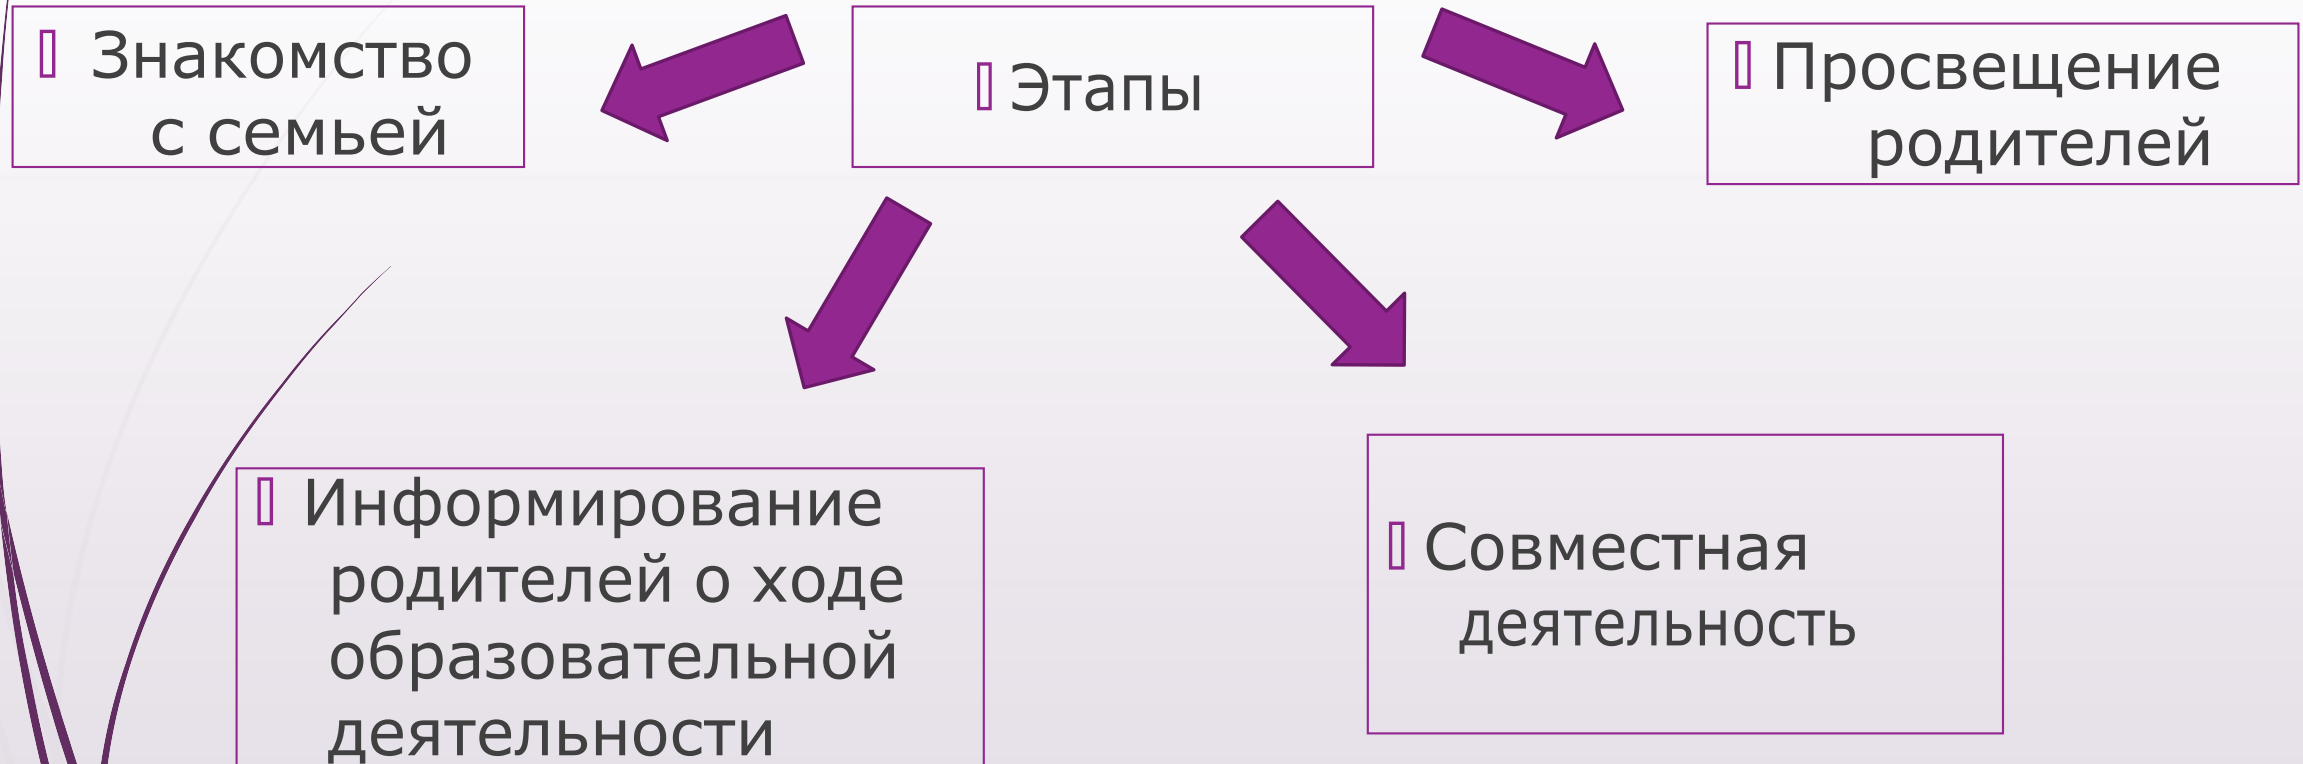 Знакомство
с семьей
Этапы
Просвещение
родителей
Информирование
родителей о ходе
образовательной
деятельности
Совместная
деятельность